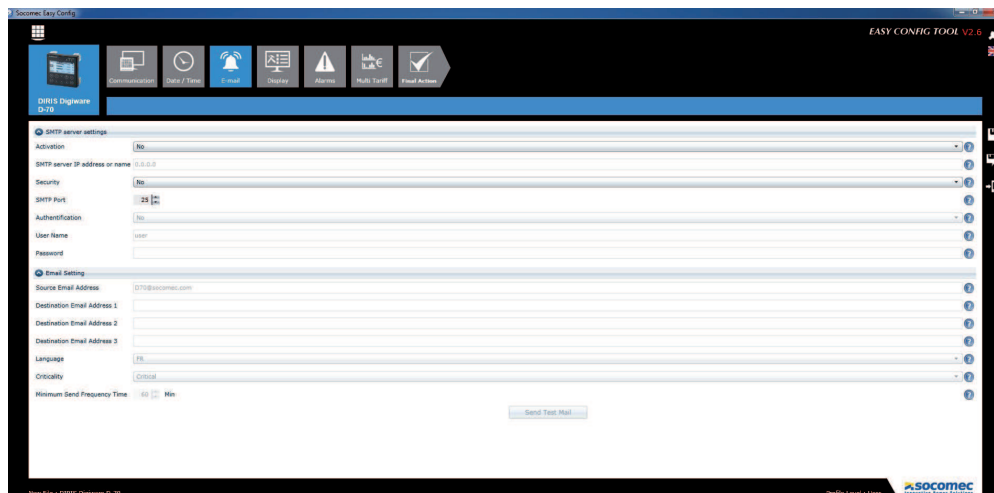 Socomec Easy Config
EASY CONFIG TOOL V2.6
Communication
Date / Time
E-mail
Display
Alarms
Multi Tariff
Final Action
DIRIS Digiware
D-70
SMTP server settings
Activation No
SMTP server IP address or name 0.0.0.0
Security No
SMTP Port 25
Authentification No
User Name user
Password
Email Setting
Source Email Address D70@socomec.com
Destination Email Address 1
Destination Email Address 2
Destination Email Address 3
Language FR
Criticality Critical
Minimum Send Frequency Time 60 Min
Send Test Mail
socomec